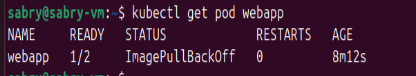 sabry@sabry-vm:~$ kubectl get pod webapp
NAME READY STATUS RESTARTS AGE
webapp 1/2 ImagePullBackOff 0 8m12s